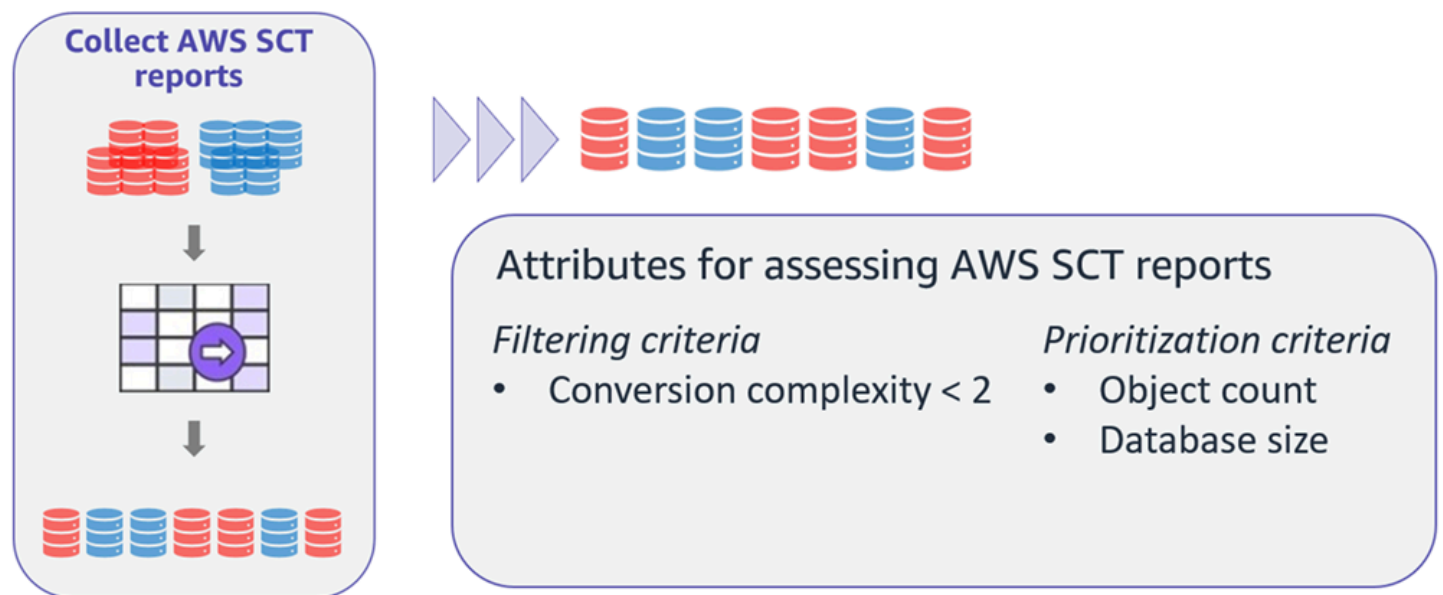 Collect AWS SCT
reports
Attributes for assessing AWS SCT reports
Filtering criteria
• Conversion complexity < 2
Prioritization criteria
• Object count
• Database size